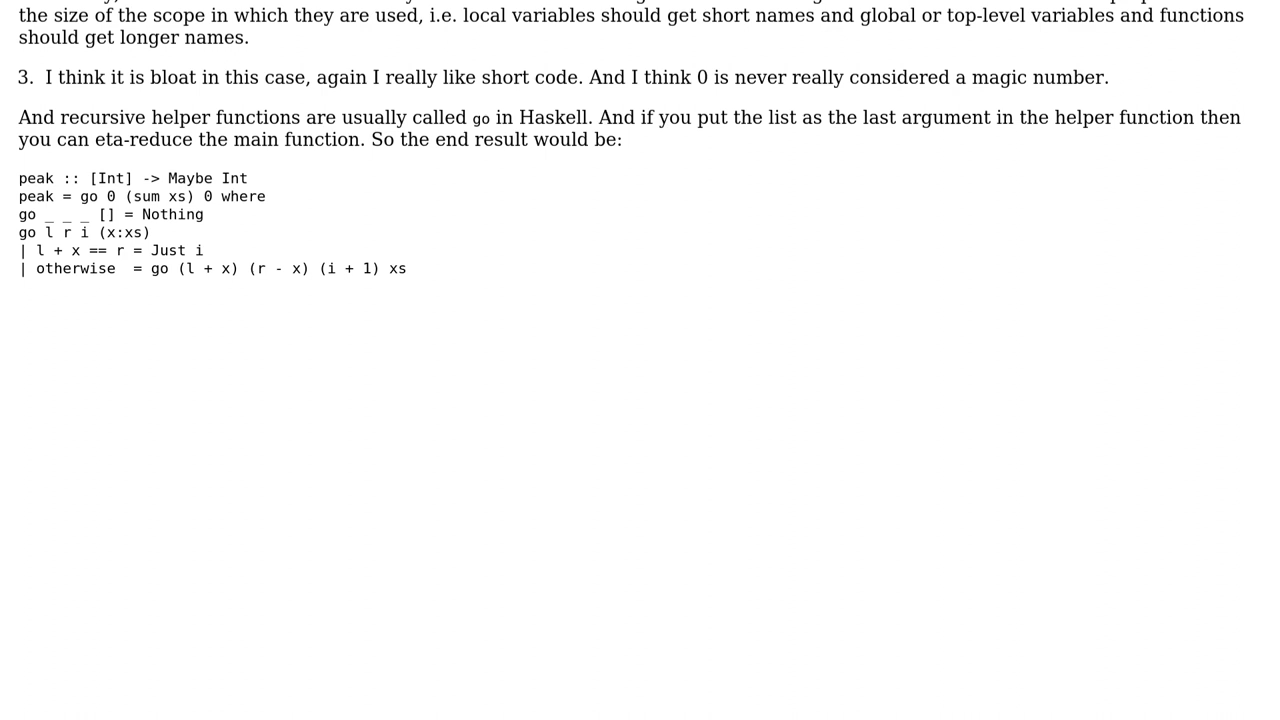 the size of the scope in which they are used, i.e. local variables should get short names and global or top-level variables and functions
should get longer names.
3. I think it is bloat in this case, again I really like short code. And I think 0 is never really considered a magic number.
And recursive helper functions are usually called go in Haskell. And if you put the list as the last argument in the helper function then
you can eta-reduce the main function. So the end result would be:
peak :: [Int] -> Maybe Int
peak = go 0 (sum xs) 0 where
go _ _ _ [] = Nothing
go l r i (x:xs)
| l + x == r = Just i
| otherwise  = go (l + x) (r - x) (i + 1) xs